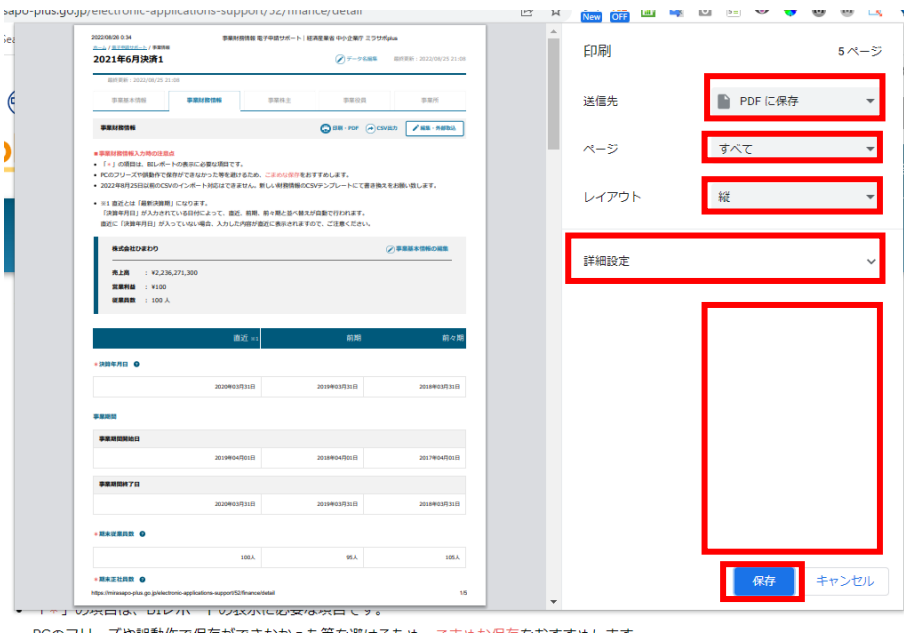 sapo-plus.go.jp/electronic-applications-support/52/finance/detail
New OFF
2022/08/26 0:34 事業財務情報 電子申請サポート | 経済産業省 中小企業庁 ミラサポplus
ホーム / 電子申請サポート / 事業財務情報
2021年6月決済1 データ名編集 最終更新：2022/08/25 21:08
最終更新：2022/08/25 21:08
事業基本情報 事業財務情報 事業株主 事業役員 事業所
事業財務情報 印刷・PDF CSV出力 編集・外部取込
■事業財務情報入力時の注意点
• 「*」の項目は、BIレポートの表示に必要な項目です。
• PCのフリーズや誤動作で保存ができなかった等を避けるため、こまめな保存をおすすめします。
• 2022年8月25日以前のCSVのインポート対応はできません。新しい財務情報のCSVテンプレートにて書き換えをお願い致します。
• ※1 直近とは「最新決算期」になります。
「決算年月日」が入力されている日付によって、直近、前期、前々期と並べ替えが自動で行われます。
直近に「決算年月日」が入っていない場合、入力した内容が直近に表示されますので、ご注意ください。
株式会社ひまわり 事業基本情報の編集
売上高 ：¥2,236,271,300
営業利益 ：¥100
従業員数 ：100 人
直近 ※1 前期 前々期
* 決算年月日
2020年03月31日 2019年03月31日 2018年03月31日
事業期間
事業期間開始日
2019年04月01日 2018年04月01日 2017年04月01日
事業期間終了日
2020年03月31日 2019年03月31日 2018年03月31日
* 期末従業員数
100人 95人 105人
* 期末正社員数
https://mirasapo-plus.go.jp/electronic-applications-support/52/finance/detail 1/5
印刷 5 ページ
送信先 PDF に保存
ページ すべて
レイアウト 縦
詳細設定
保存 キャンセル
• 「*」の項目は、BIレポートの表示に必要な項目です。
PCのフリーズや誤動作で保存ができなかった等を避けるため、こまめな保存をおすすめします